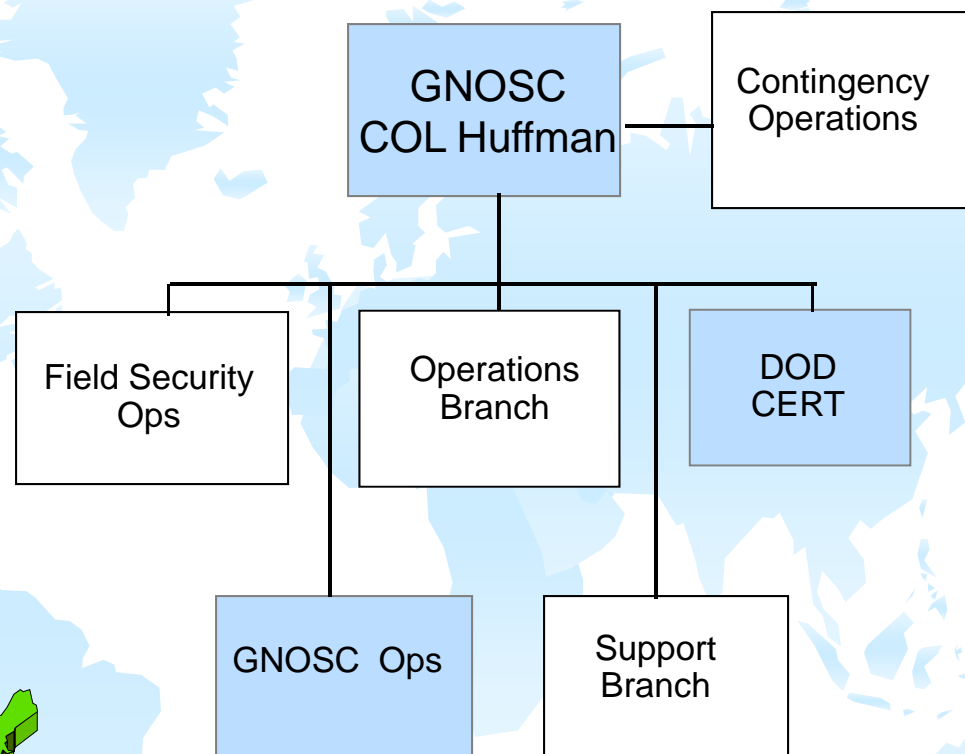 GNOSC
COL Huffman
Contingency
Operations
Field Security
Ops
Operations
Branch
DOD
CERT
GNOSC Ops
Support
Branch